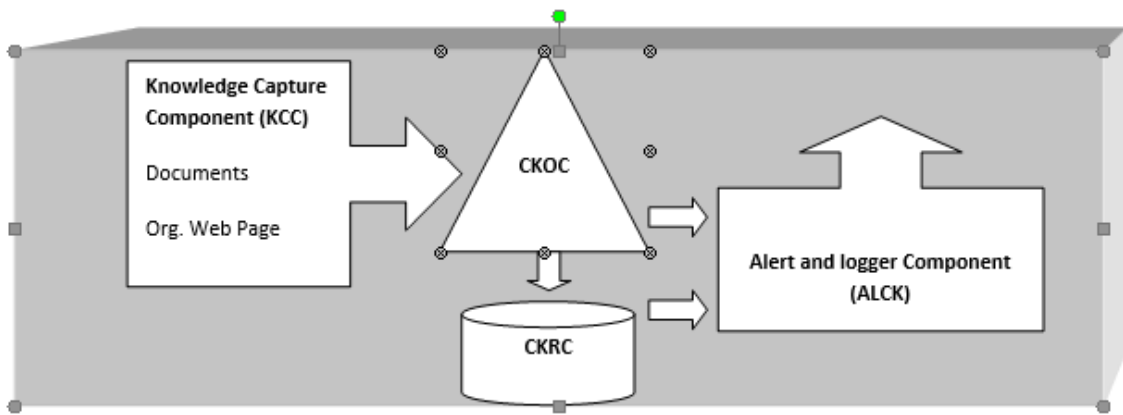 Knowledge Capture
Component (KCC)
Documents
Org. Web Page
CKOC
CKRC
Alert and logger Component
(ALCK)